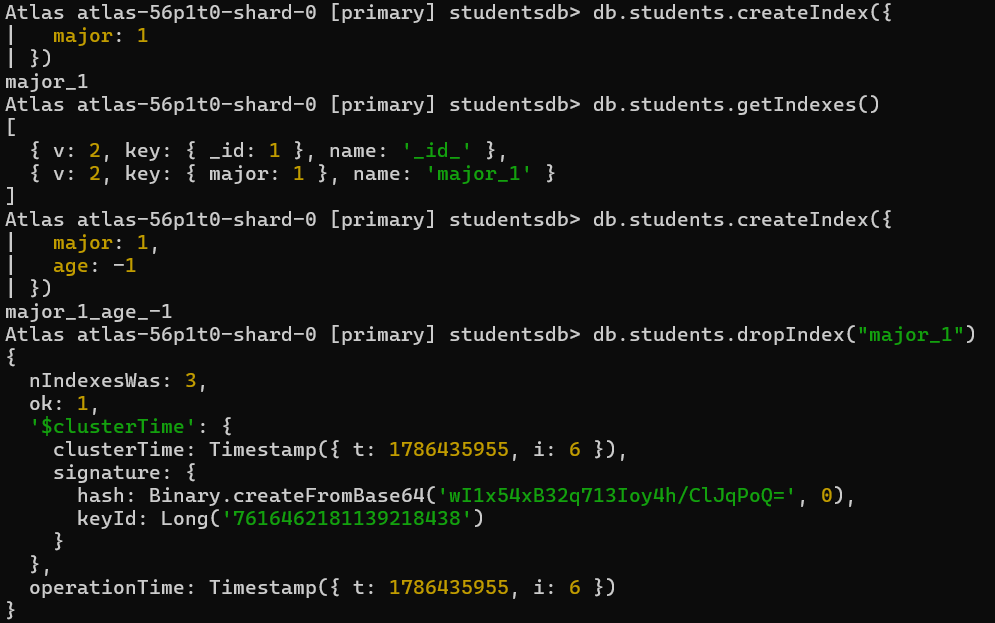 Atlas atlas-56p1t0-shard-0 [primary] studentsdb> db.students.createIndex({
|   major: 1
| })
major_1
Atlas atlas-56p1t0-shard-0 [primary] studentsdb> db.students.getIndexes()
[
  { v: 2, key: { _id: 1 }, name: '_id_' },
  { v: 2, key: { major: 1 }, name: 'major_1' }
]
Atlas atlas-56p1t0-shard-0 [primary] studentsdb> db.students.createIndex({
|   major: 1,
|   age: -1
| })
major_1_age_-1
Atlas atlas-56p1t0-shard-0 [primary] studentsdb> db.students.dropIndex("major_1")
{
  nIndexesWas: 3,
  ok: 1,
  '$clusterTime': {
    clusterTime: Timestamp({ t: 1786435955, i: 6 }),
    signature: {
      hash: Binary.createFromBase64('wI1x54xB32q713Ioy4h/ClJqPoQ=', 0),
      keyId: Long('7616462181139218438')
    }
  },
  operationTime: Timestamp({ t: 1786435955, i: 6 })
}